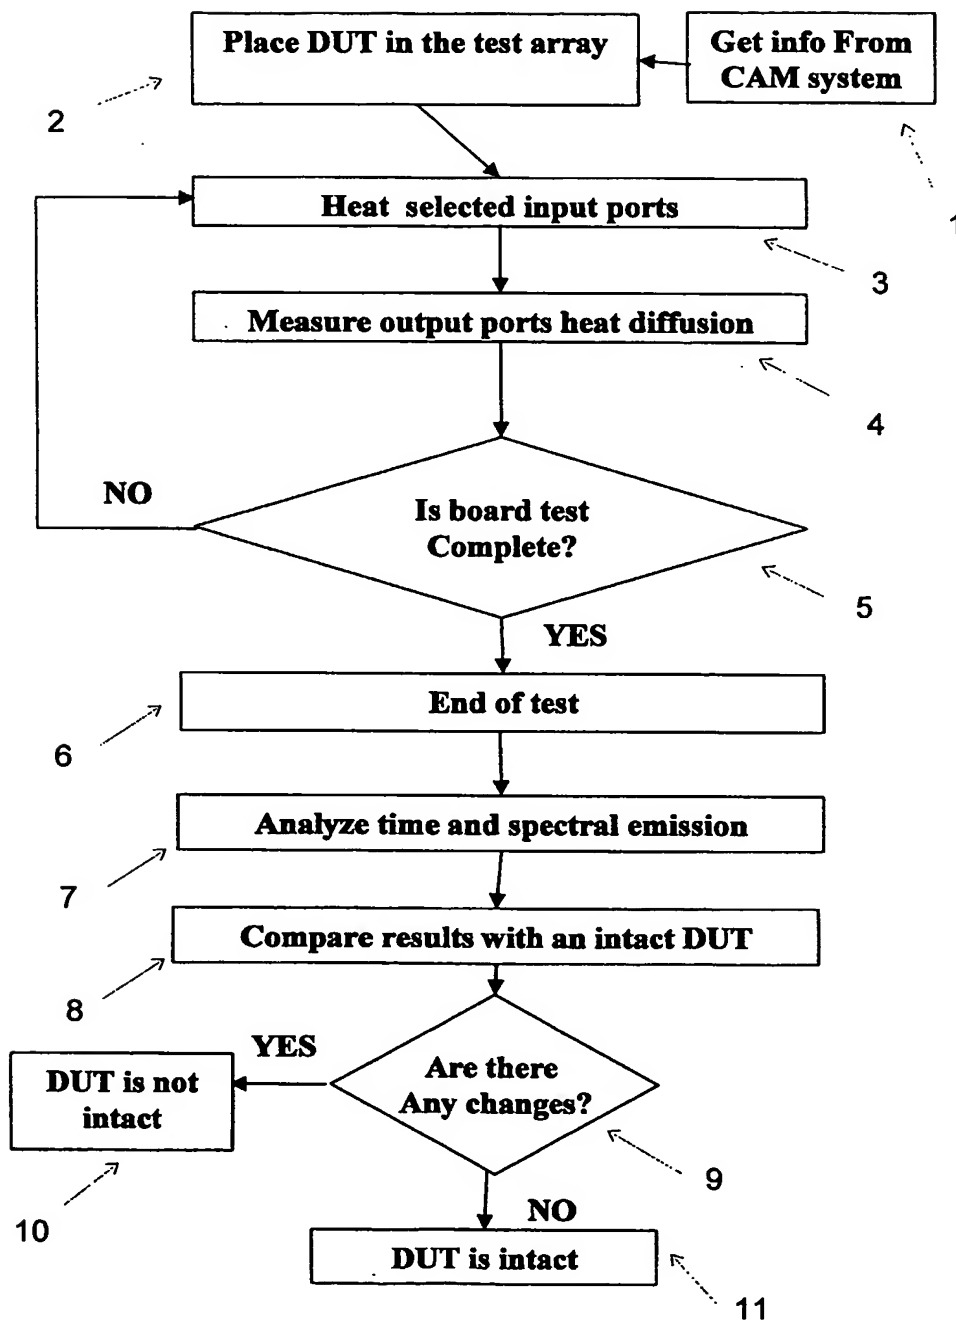 Place DUT in the test array
Get info From
CAM system
2
1
Heat selected input ports
3
Measure output ports heat diffusion
4
NO
Is board test
Complete?
5
YES
End of test
6
Analyze time and spectral emission
7
Compare results with an intact DUT
8
YES
Are there
Any changes?
DUT is not
intact
9
10
NO
DUT is intact
11